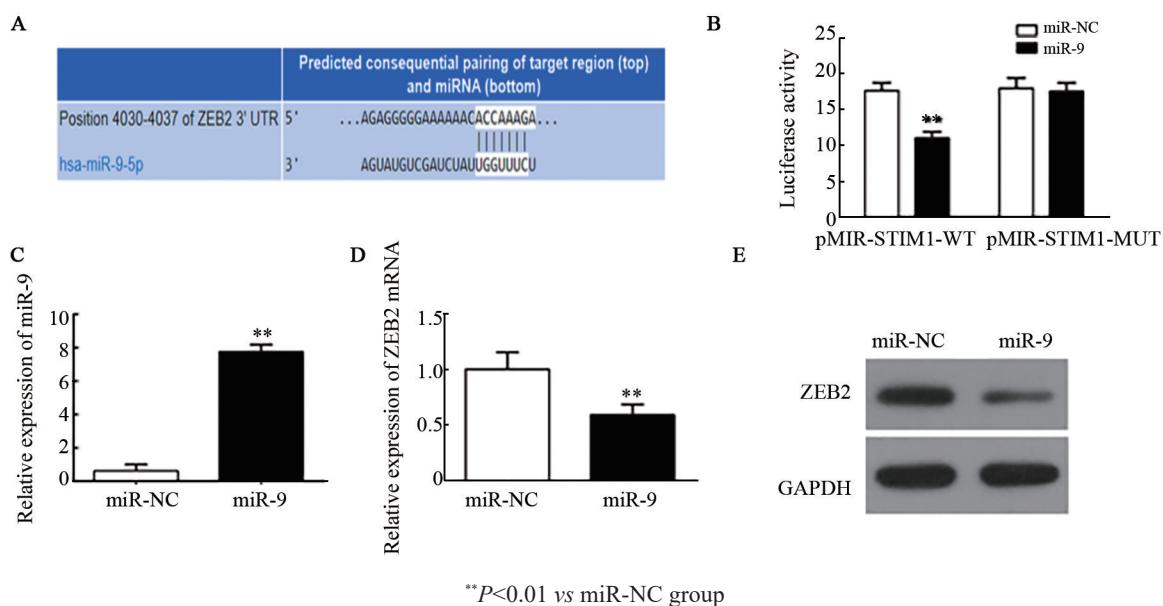 A
Predicted consequential pairing of target region (top)
and miRNA (bottom)
Position 4030-4037 of ZEB2 3' UTR 5' ...AGAGGGGGAAAAAACACCAAAGA...
hsa-miR-9-5p 3' AGUAUGUCGAUCUAUUGGUUUCU
B
miR-NC
miR-9
Luciferase activity
25
20
15
10
5
0
**
pMIR-STIM1-WT pMIR-STIM1-MUT
C
Relative expression of miR-9
10
8
6
4
2
0
**
miR-NC miR-9
D
Relative expression of ZEB2 mRNA
1.5
1.0
0.5
0
**
miR-NC miR-9
E
miR-NC miR-9
ZEB2
GAPDH
**P<0.01 vs miR-NC group